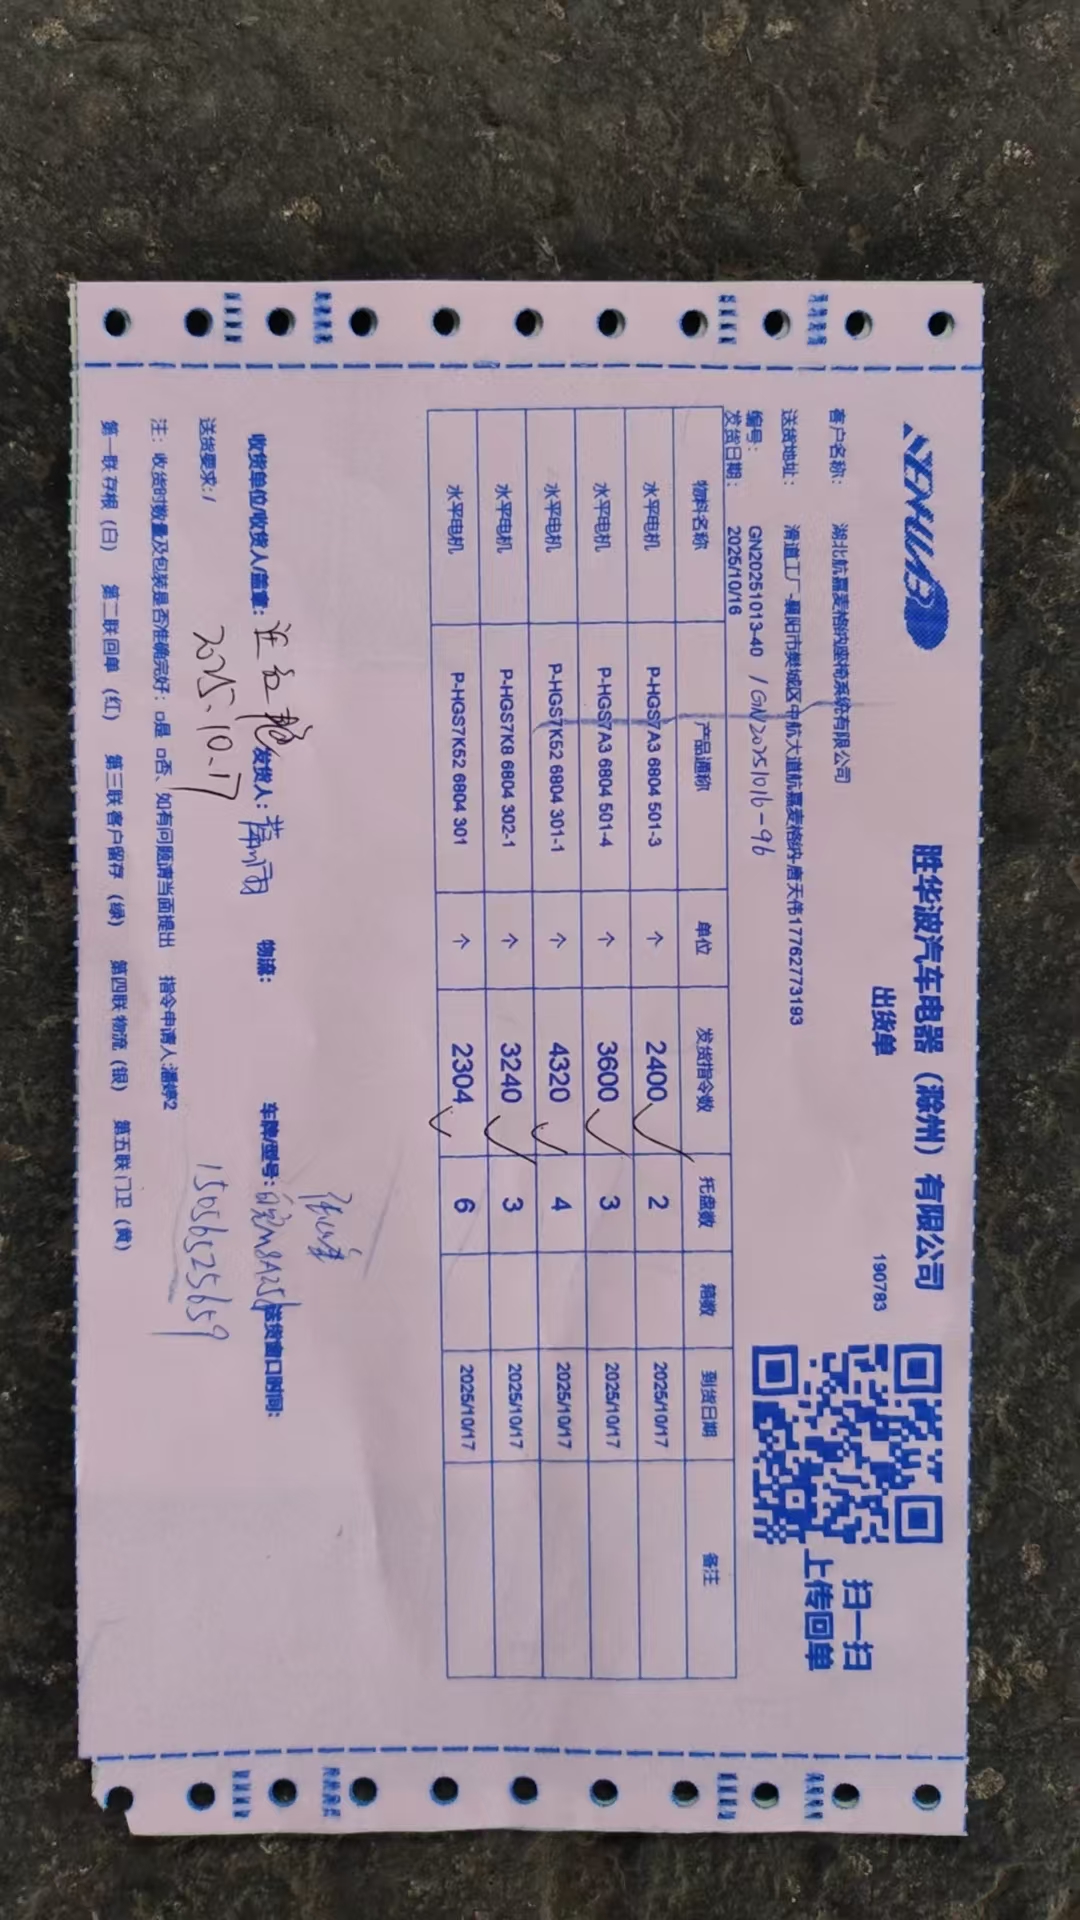 SENHUABO
胜华波汽车电器（滁州）有限公司
出货单
190783
扫一扫
上传回单
客户名称： 湖北航嘉麦格纳座椅系统有限公司
送货地址： 滑道工厂-襄阳市樊城区中航大道航嘉麦格纳-唐天伟17762773193
编号： GN20251013-40 / GN20251016-96
发货日期： 2025/10/16
物料名称 产品通称 单位 发货指令数 托盘数 箱数 到货日期 备注
水平电机 P-HGS7A3 6804 501-3 个 2400 2 2025/10/17
水平电机 P-HGS7A3 6804 501-4 个 3600 3 2025/10/17
水平电机 P-HGS7K52 6804 301-1 个 4320 4 2025/10/17
水平电机 P-HGS7K8 6804 302-1 个 3240 3 2025/10/17
水平电机 P-HGS7K52 6804 301 个 2304 6 2025/10/17
收货单位/收货人/盖章： 发货人： 物流： 车牌/型号： 送货窗口时间：
2025.10.17
15056525659
送货要求：/
注：收货时数量及包装是否准确完好：□是 □否、如有问题请当面提出 指令申请人:潘婷2
第一联 存根（白） 第二联 回单（红） 第三联 客户留存（绿） 第四联 物流（银） 第五联 门卫（黄）